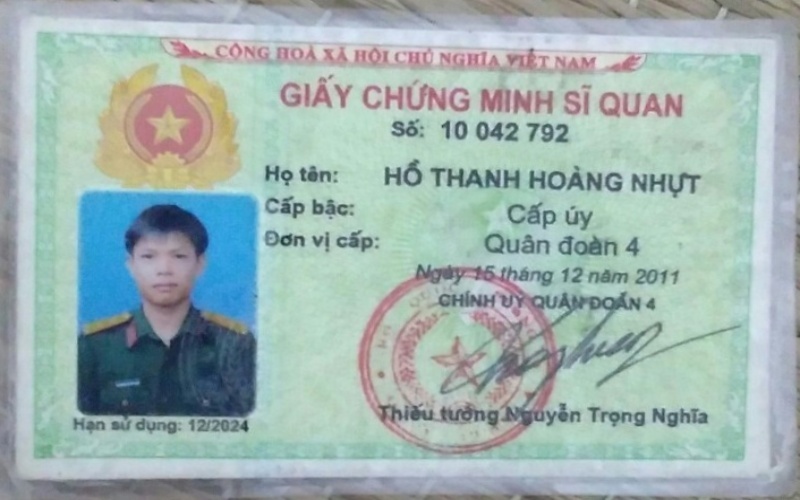 CỘNG HOÀ XÃ HỘI CHỦ NGHĨA VIỆT NAM
GIẤY CHỨNG MINH SĨ QUAN
Số: 10 042 792
Họ tên: HỒ THANH HOÀNG NHỰT
Cấp bậc: Cấp úy
Đơn vị cấp: Quân đoàn 4
Ngày 15 tháng 12 năm 2011
CHÍNH UỶ QUÂN ĐOÀN 4
Thiếu tướng Nguyễn Trọng Nghĩa
Hạn sử dụng: 12/2024